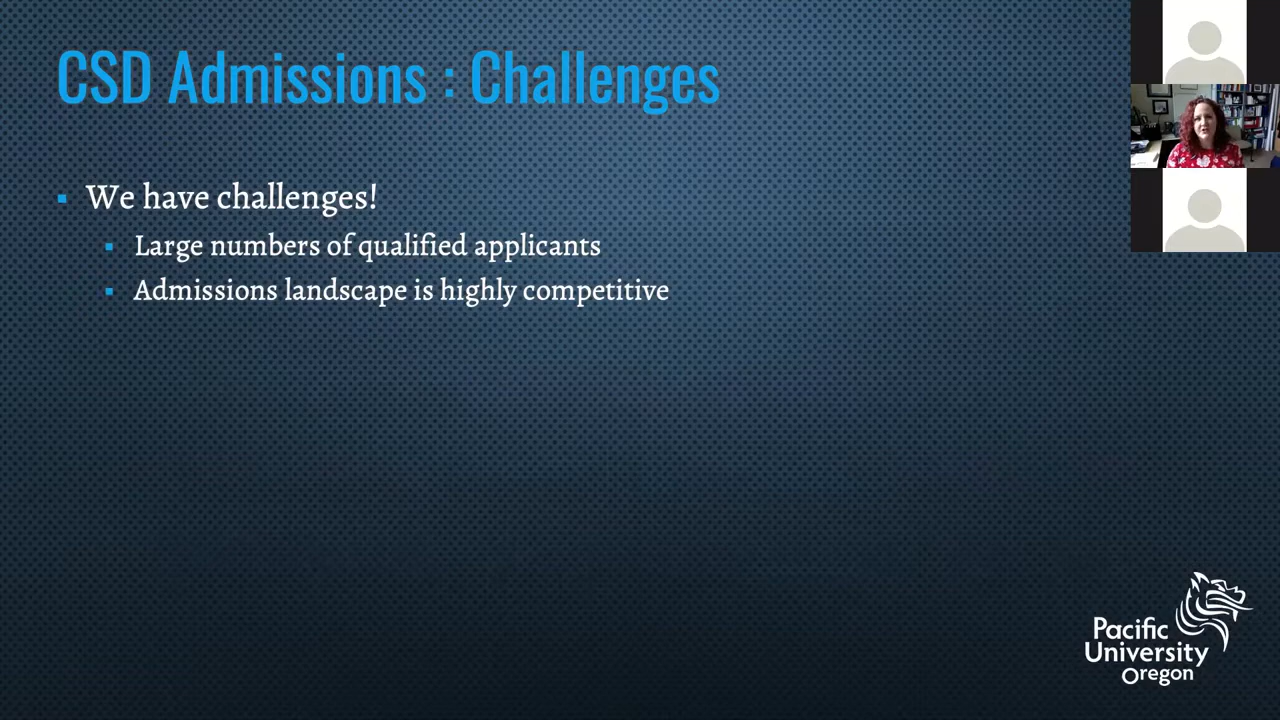 CSD Admissions : Challenges
We have challenges!
Large numbers of qualified applicants
Admissions landscape is highly competitive
Pacific
University
Oregon